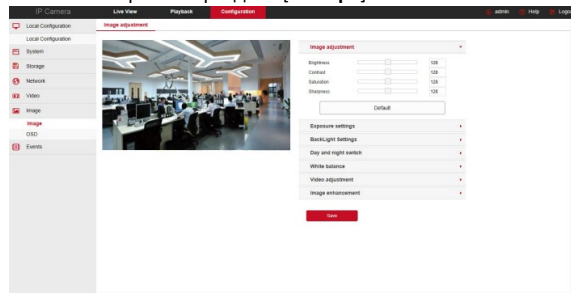 IP Camera
Live View
Playback
Configuration
admin
Help
Logo
Local Configuration
Local Configuration
System
Storage
Network
Video
Image
Image
OSD
Events
Image adjustment
Image adjustment
Brightness 128
Contrast 128
Saturation 128
Sharpness 128
Default
Exposure settings
BackLight Settings
Day and night switch
White balance
Video adjustment
Image enhancement
Save